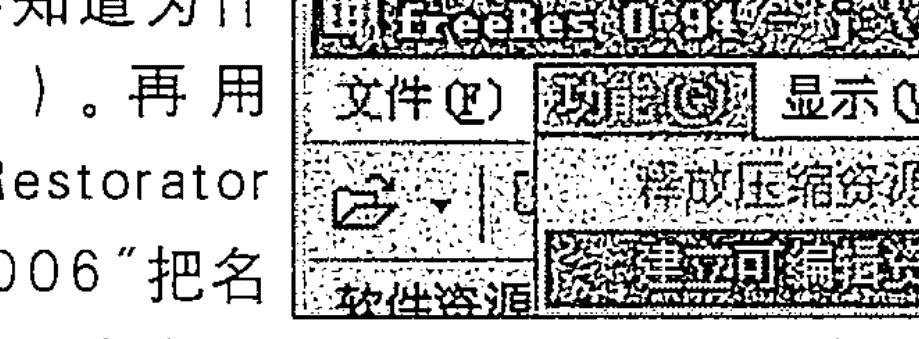 知道为什
)。再用
Restorator
006"把名
freeRes 0.94 - j
文件(F) 功能(G) 显示(
释放压缩资源
建立可编辑
软件资源